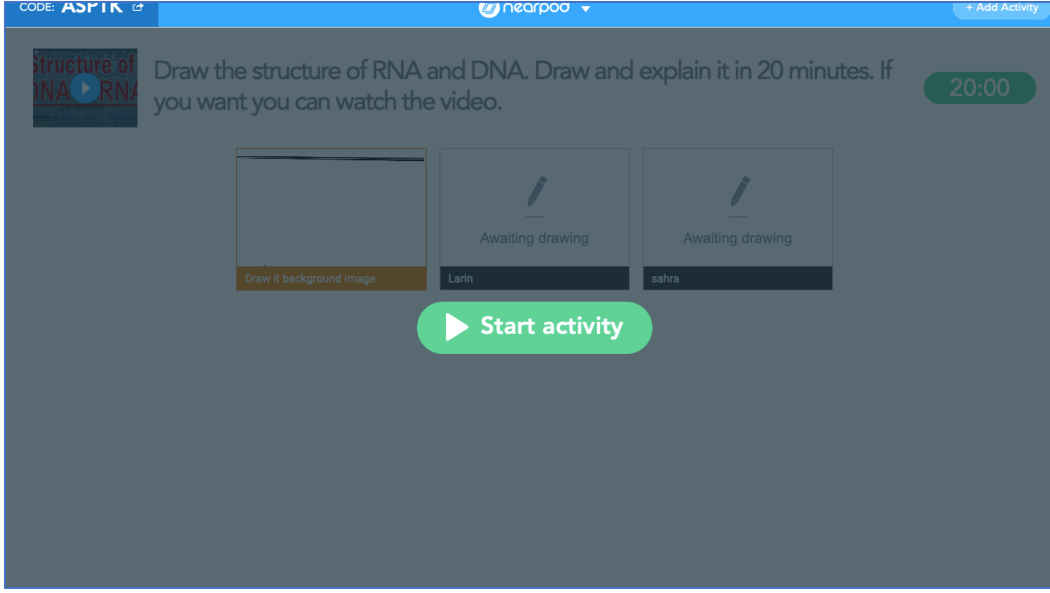 CODE: ASPTK
nearpod
+ Add Activity
Structure of
DNA RNA
Draw the structure of RNA and DNA. Draw and explain it in 20 minutes. If
you want you can watch the video.
20:00
Awaiting drawing
Awaiting drawing
Draw it background image
Larin
sahra
Start activity